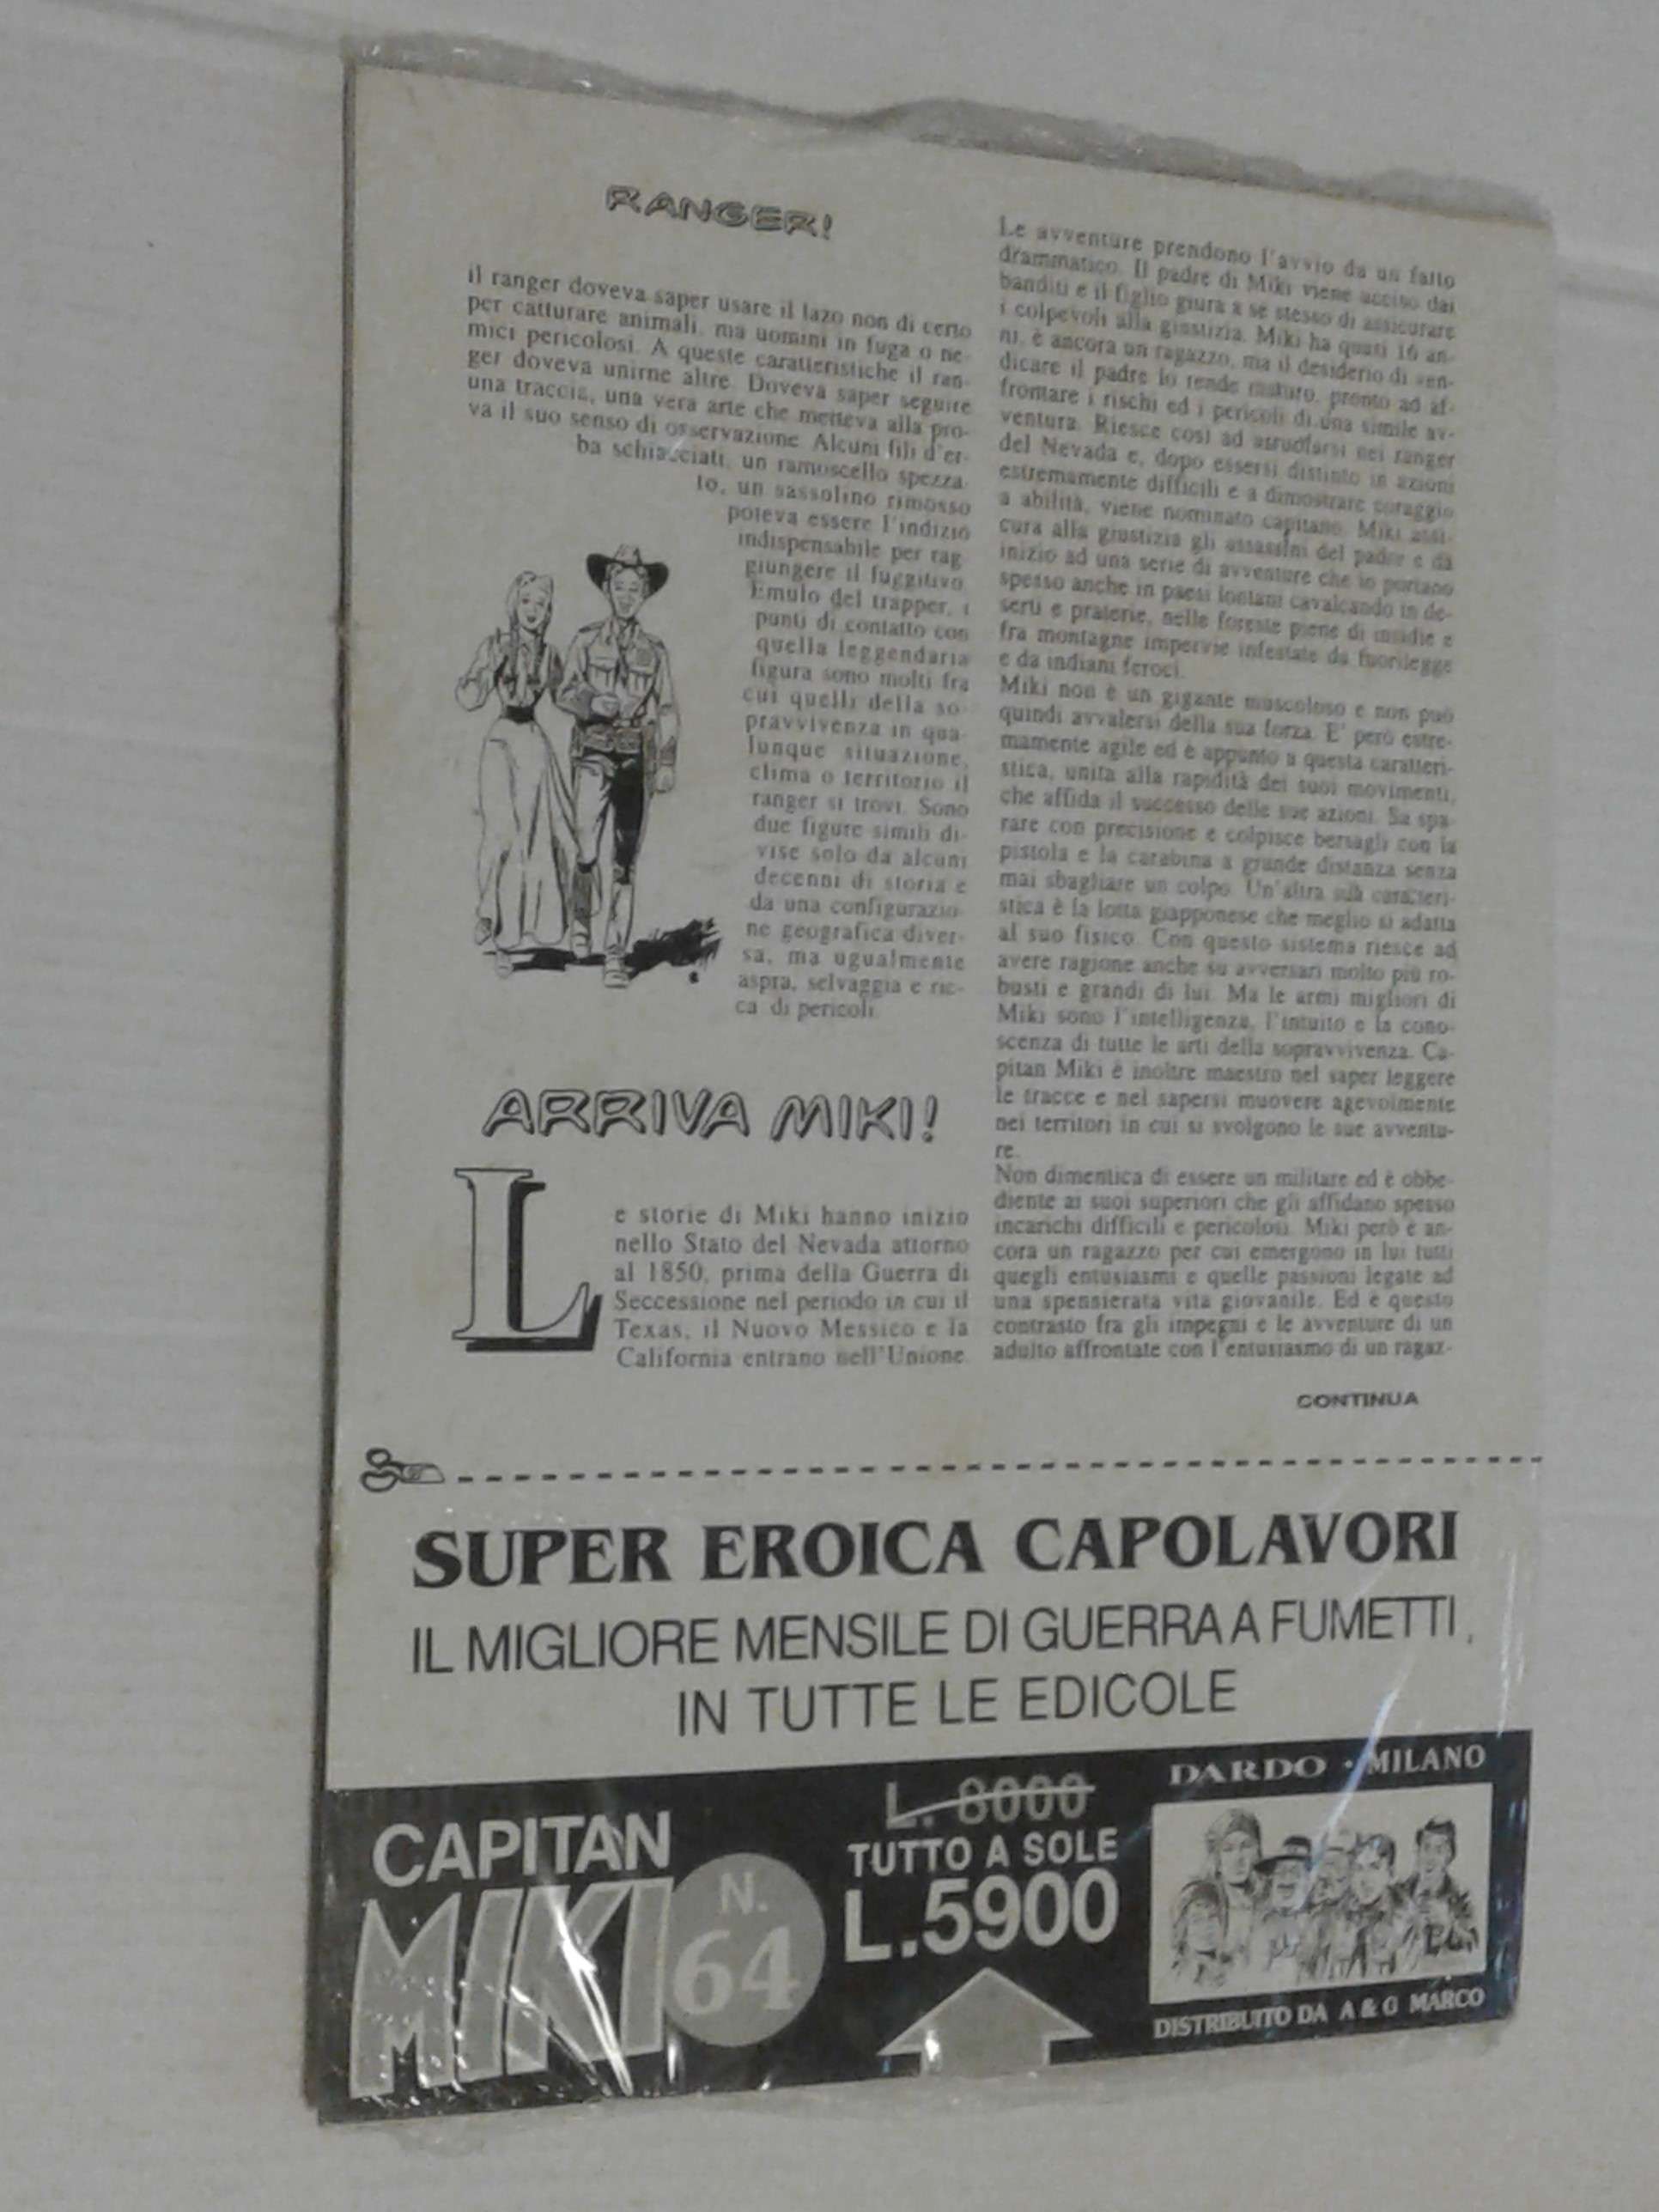 RANGER!
il ranger doveva saper usare il lazo non di certo
per catturare animali, ma uomini in fuga o ne-
mici pericolosi. A queste caratteristiche il ran-
ger doveva unirne altre. Doveva saper seguire
una traccia, una vera arte che metteva alla pro-
va il suo senso di osservazione. Alcuni fili d'er-
ba schiacciati, un ramoscello spezza-
to, un sassolino rimosso
poteva essere l'indizio
indispensabile per rag-
giungere il fuggitivo.
Emulo del trapper, i
punti di contatto con
quella leggendaria
figura sono molti fra
cui quelli della so-
pravvivenza in qua-
lunque situazione,
clima o territorio il
ranger si trovi. Sono
due figure simili di-
vise solo da alcuni
decenni di storia e
da una configurazio-
ne geografica diver-
sa, ma ugualmente
aspra, selvaggia e ric-
ca di pericoli.
ARRIVA MIKI!
Le storie di Miki hanno inizio
nello Stato del Nevada attorno
al 1850, prima della Guerra di
Seccessione nel periodo in cui il
Texas, il Nuovo Messico e la
California entrano nell'Unione.
Le avventure prendono l'avvio da un fatto
drammatico. Il padre di Miki viene ucciso dai
banditi e il figlio giura a se stesso di assicurare
i colpevoli alla giustizia. Miki ha quasi 16 an-
ni, è ancora un ragazzo, ma il desiderio di ven-
dicare il padre lo rende maturo, pronto ad af-
frontare i rischi ed i pericoli di una simile av-
ventura. Riesce così ad arruolarsi nei ranger
del Nevada e, dopo essersi distinto in azioni
estremamente difficili e a dimostrare coraggio
a abilità, viene nominato capitano. Miki assi-
cura alla giustizia gli assassini del padre e dà
inizio ad una serie di avventure che lo portano
spesso anche in paesi lontani cavalcando in de-
serti e praterie, nelle foreste piene di insidie e
fra montagne impervie infestate da fuorilegge
e da indiani feroci.
Miki non è un gigante muscoloso e non può
quindi avvalersi della sua forza. E' però estre-
mamente agile ed è appunto a questa caratteri-
stica, unita alla rapidità dei suoi movimenti,
che affida il successo delle sue azioni. Sa spa-
rare con precisione e colpisce bersagli con la
pistola e la carabina a grande distanza senza
mai sbagliare un colpo. Un'altra sua caratteri-
stica è la lotta giapponese che meglio si adatta
al suo fisico. Con questo sistema riesce ad
avere ragione anche su avversari molto più ro-
busti e grandi di lui. Ma le armi migliori di
Miki sono l'intelligenza, l'intuito e la cono-
scenza di tutte le arti della sopravvivenza. Ca-
pitan Miki è inoltre maestro nel saper leggere
le tracce e nel sapersi muovere agevolmente
nei territori in cui si svolgono le sue avventu-
re.
Non dimentica di essere un militare ed è obbe-
diente ai suoi superiori che gli affidano spesso
incarichi difficili e pericolosi. Miki però è an-
cora un ragazzo per cui emergono in lui tutti
quegli entusiasmi e quelle passioni legate ad
una spensierata vita giovanile. Ed è questo
contrasto fra gli impegni e le avventure di un
adulto affrontate con l'entusiasmo di un ragaz-
CONTINUA
SUPER EROICA CAPOLAVORI
IL MIGLIORE MENSILE DI GUERRA A FUMETTI,
IN TUTTE LE EDICOLE
CAPITAN
MIKI
N.
64
L. 8000
TUTTO A SOLE
L.5900
DARDO · MILANO
DISTRIBUITO DA A & G MARCO